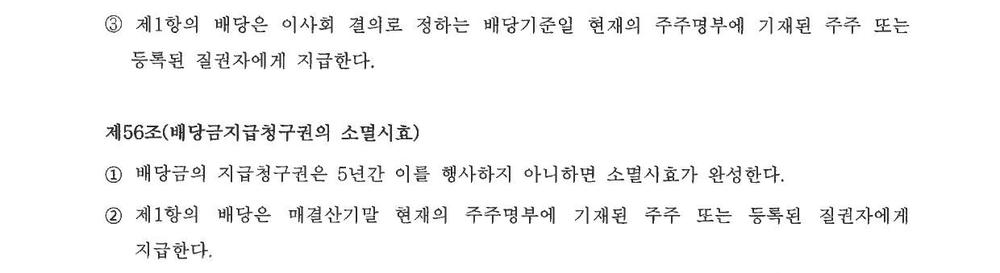 ③ 제1항의 배당은 이사회 결의로 정하는 배당기준일 현재의 주주명부에 기재된 주주 또는
등록된 질권자에게 지급한다.
제56조(배당금지급청구권의 소멸시효)
① 배당금의 지급청구권은 5년간 이를 행사하지 아니하면 소멸시효가 완성한다.
② 제1항의 배당은 매결산기말 현재의 주주명부에 기재된 주주 또는 등록된 질권자에게
지급한다.